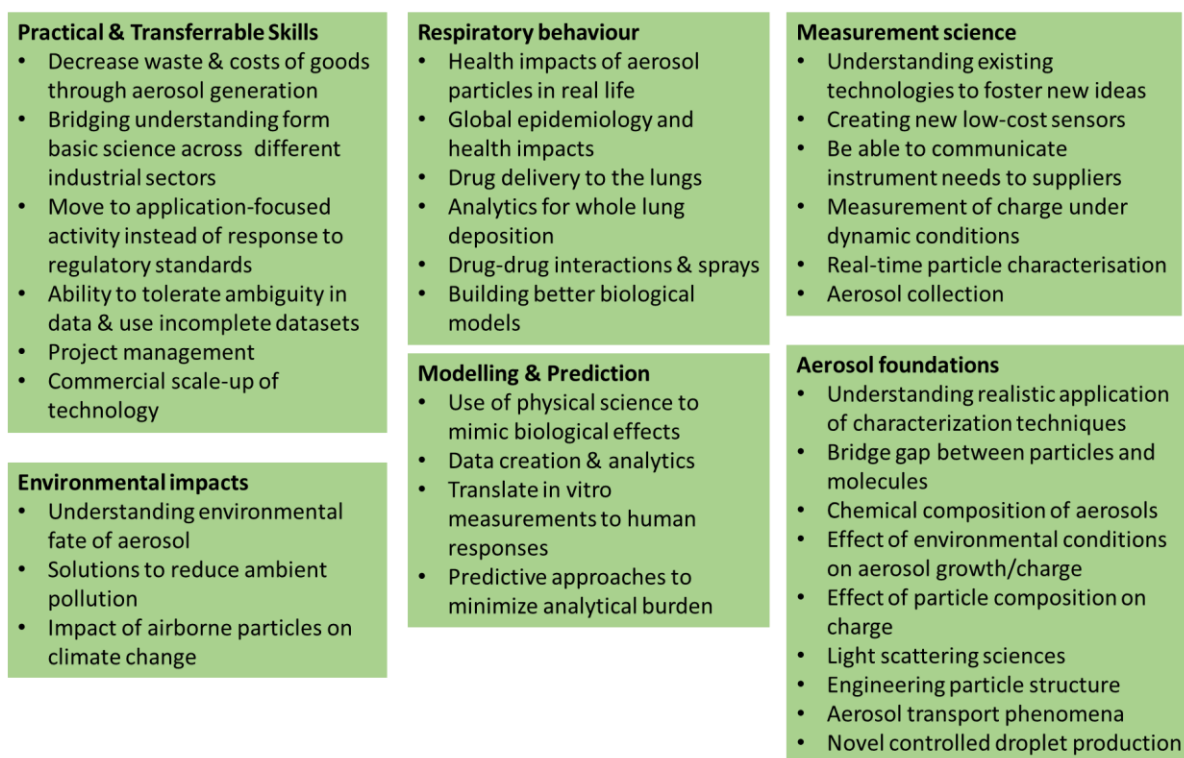 Practical & Transferrable Skills
• Decrease waste & costs of goods
through aerosol generation
• Bridging understanding form
basic science across different
industrial sectors
• Move to application-focused
activity instead of response to
regulatory standards
• Ability to tolerate ambiguity in
data & use incomplete datasets
• Project management
• Commercial scale-up of
technology
Environmental impacts
• Understanding environmental
fate of aerosol
• Solutions to reduce ambient
pollution
• Impact of airborne particles on
climate change
Respiratory behaviour
• Health impacts of aerosol
particles in real life
• Global epidemiology and
health impacts
• Drug delivery to the lungs
• Analytics for whole lung
deposition
• Drug-drug interactions & sprays
• Building better biological
models
Modelling & Prediction
• Use of physical science to
mimic biological effects
• Data creation & analytics
• Translate in vitro
measurements to human
responses
• Predictive approaches to
minimize analytical burden
Measurement science
• Understanding existing
technologies to foster new ideas
• Creating new low-cost sensors
• Be able to communicate
instrument needs to suppliers
• Measurement of charge under
dynamic conditions
• Real-time particle characterisation
• Aerosol collection
Aerosol foundations
• Understanding realistic application
of characterization techniques
• Bridge gap between particles and
molecules
• Chemical composition of aerosols
• Effect of environmental conditions
on aerosol growth/charge
• Effect of particle composition on
charge
• Light scattering sciences
• Engineering particle structure
• Aerosol transport phenomena
• Novel controlled droplet production